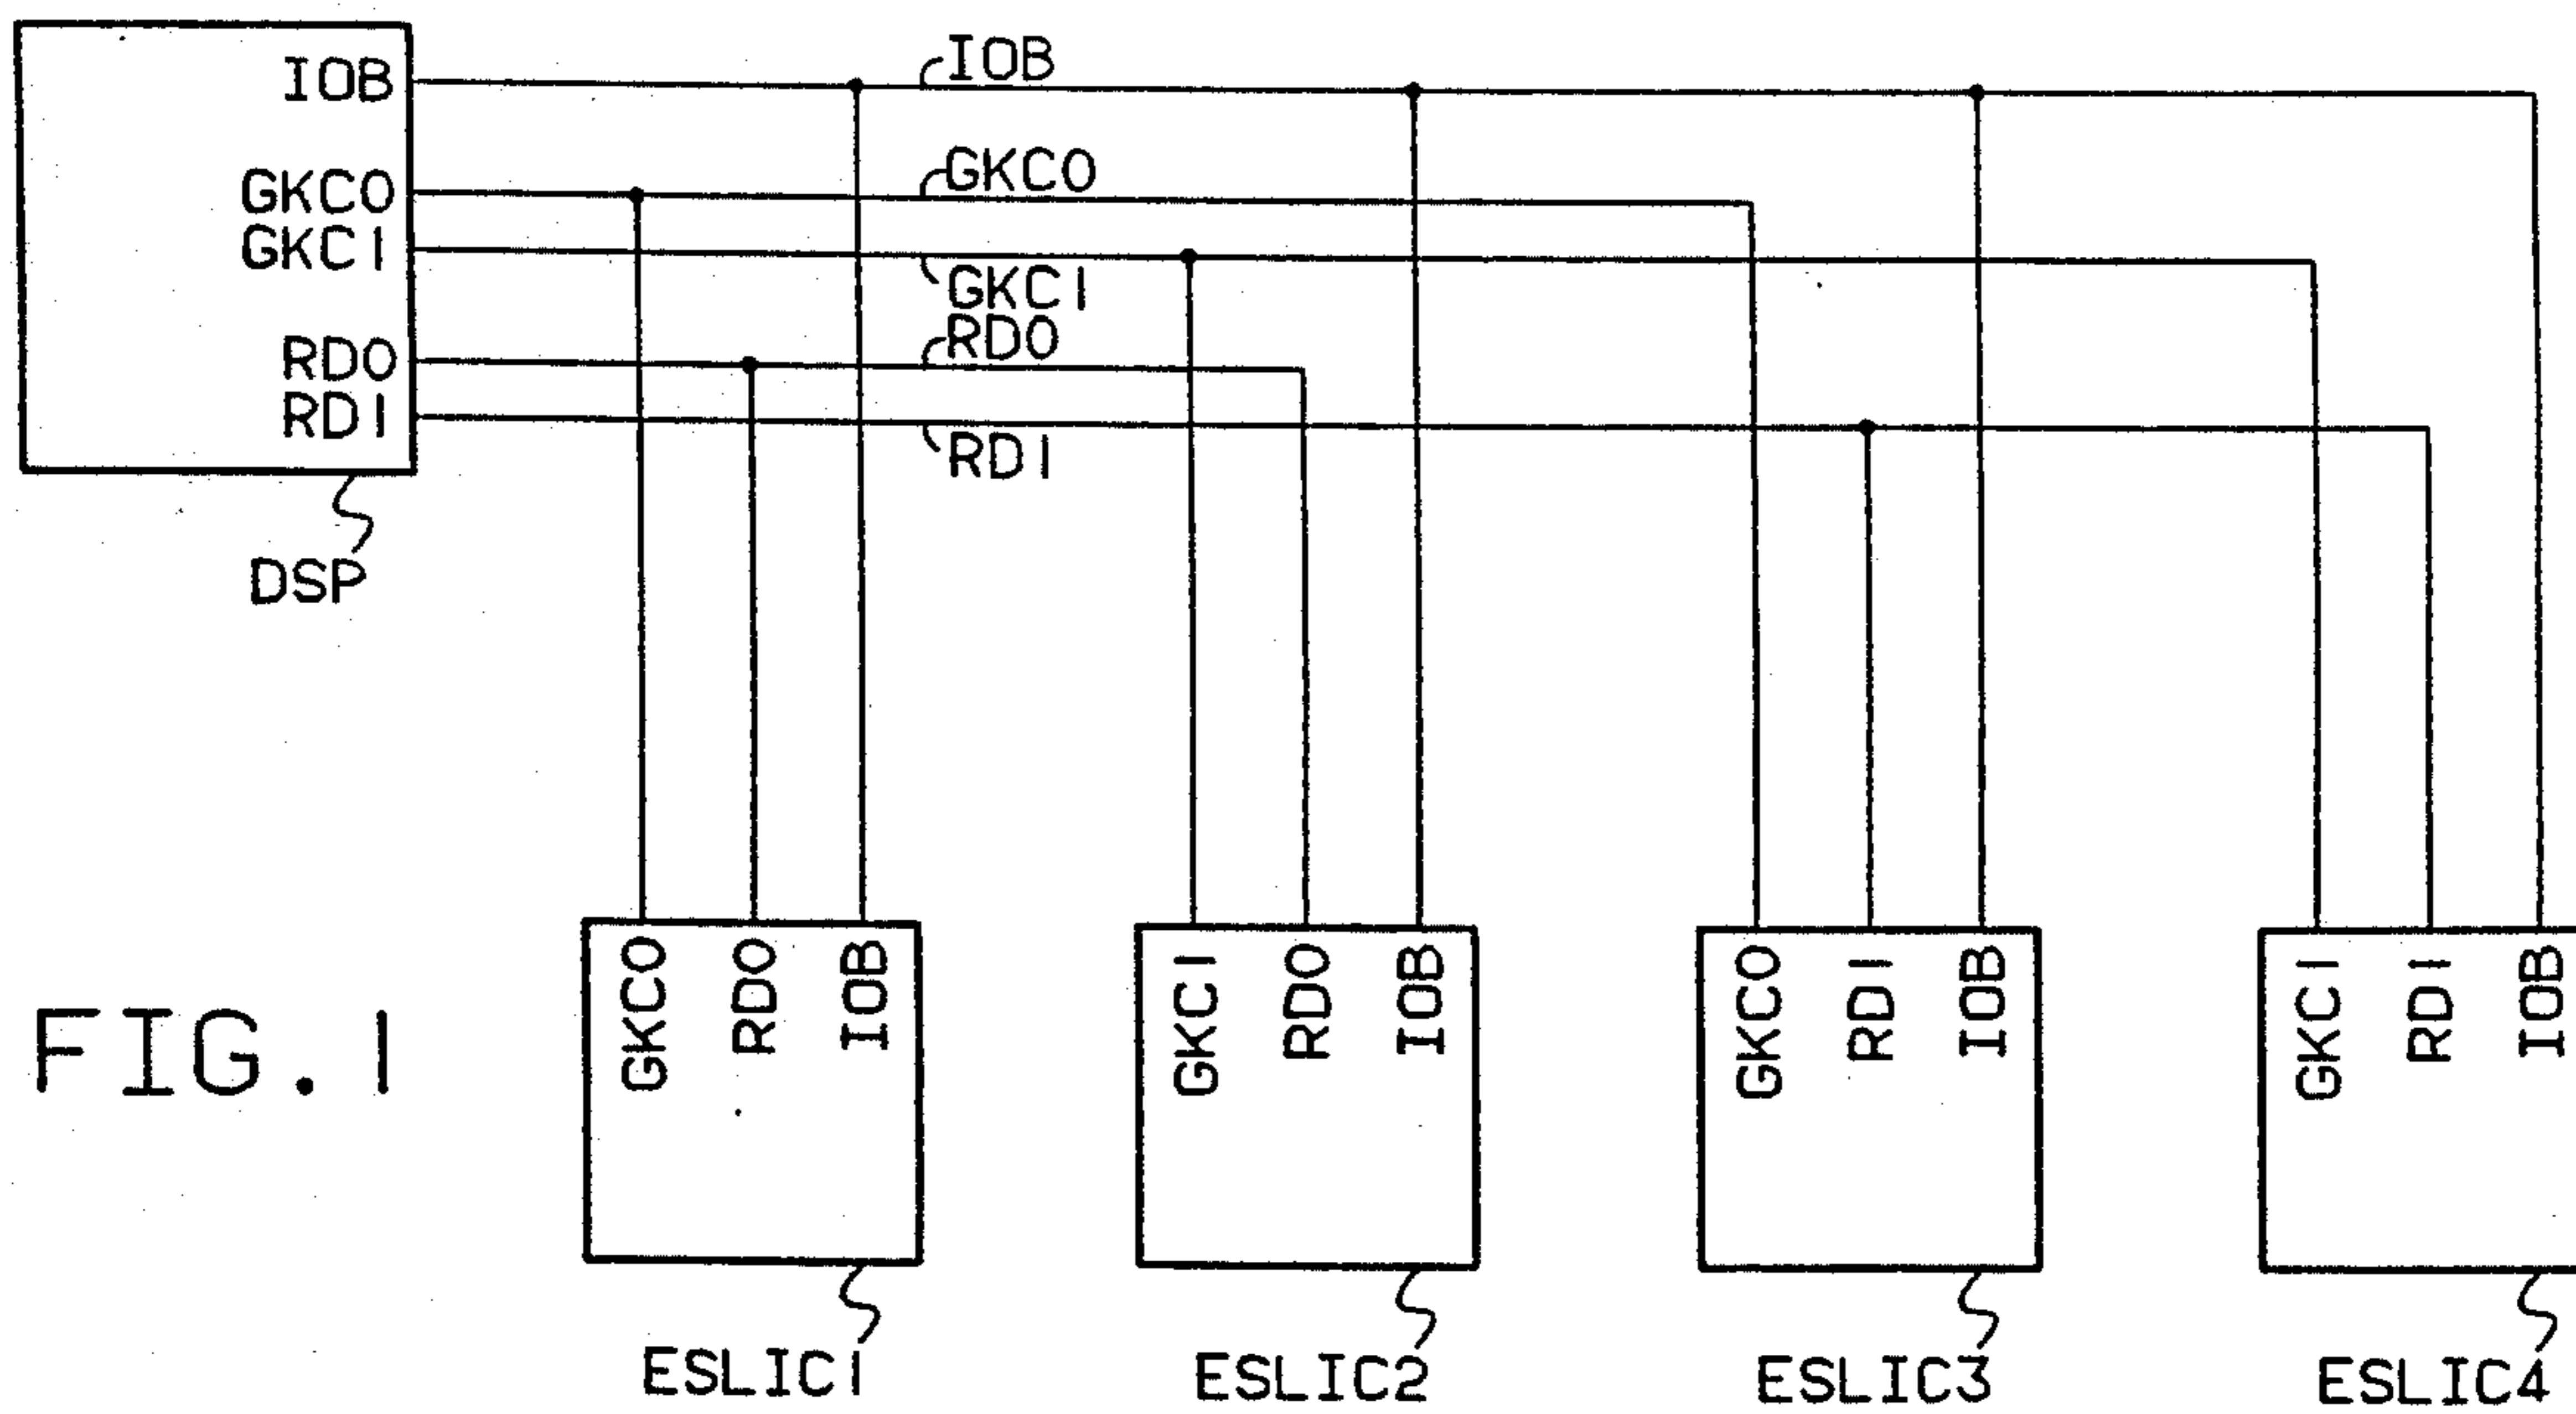 IOB
IOB
GKC0
GKC0
GKC1
GKC1
RD0
RD0
RD1
RD1
DSP
GKC0
RD0
IOB
GKC1
RD0
IOB
GKC0
RD1
IOB
GKC1
RD1
IOB
FIG. 1
ESLIC1
ESLIC2
ESLIC3
ESLIC4